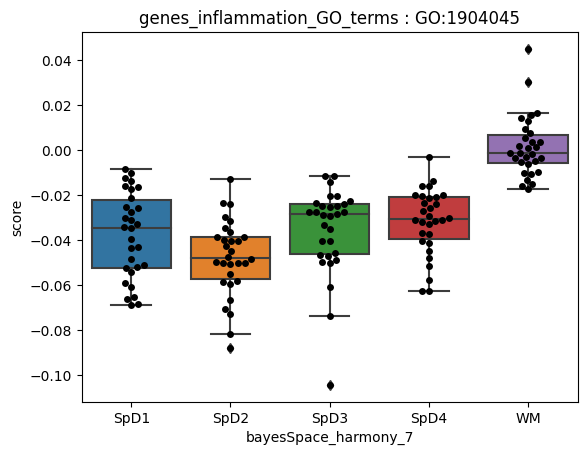 genes_inflammation_GO_terms : GO:1904045
0.04
0.02
0.00
−0.02
−0.04
−0.06
−0.08
−0.10
score
SpD1 SpD2 SpD3 SpD4 WM
bayesSpace_harmony_7